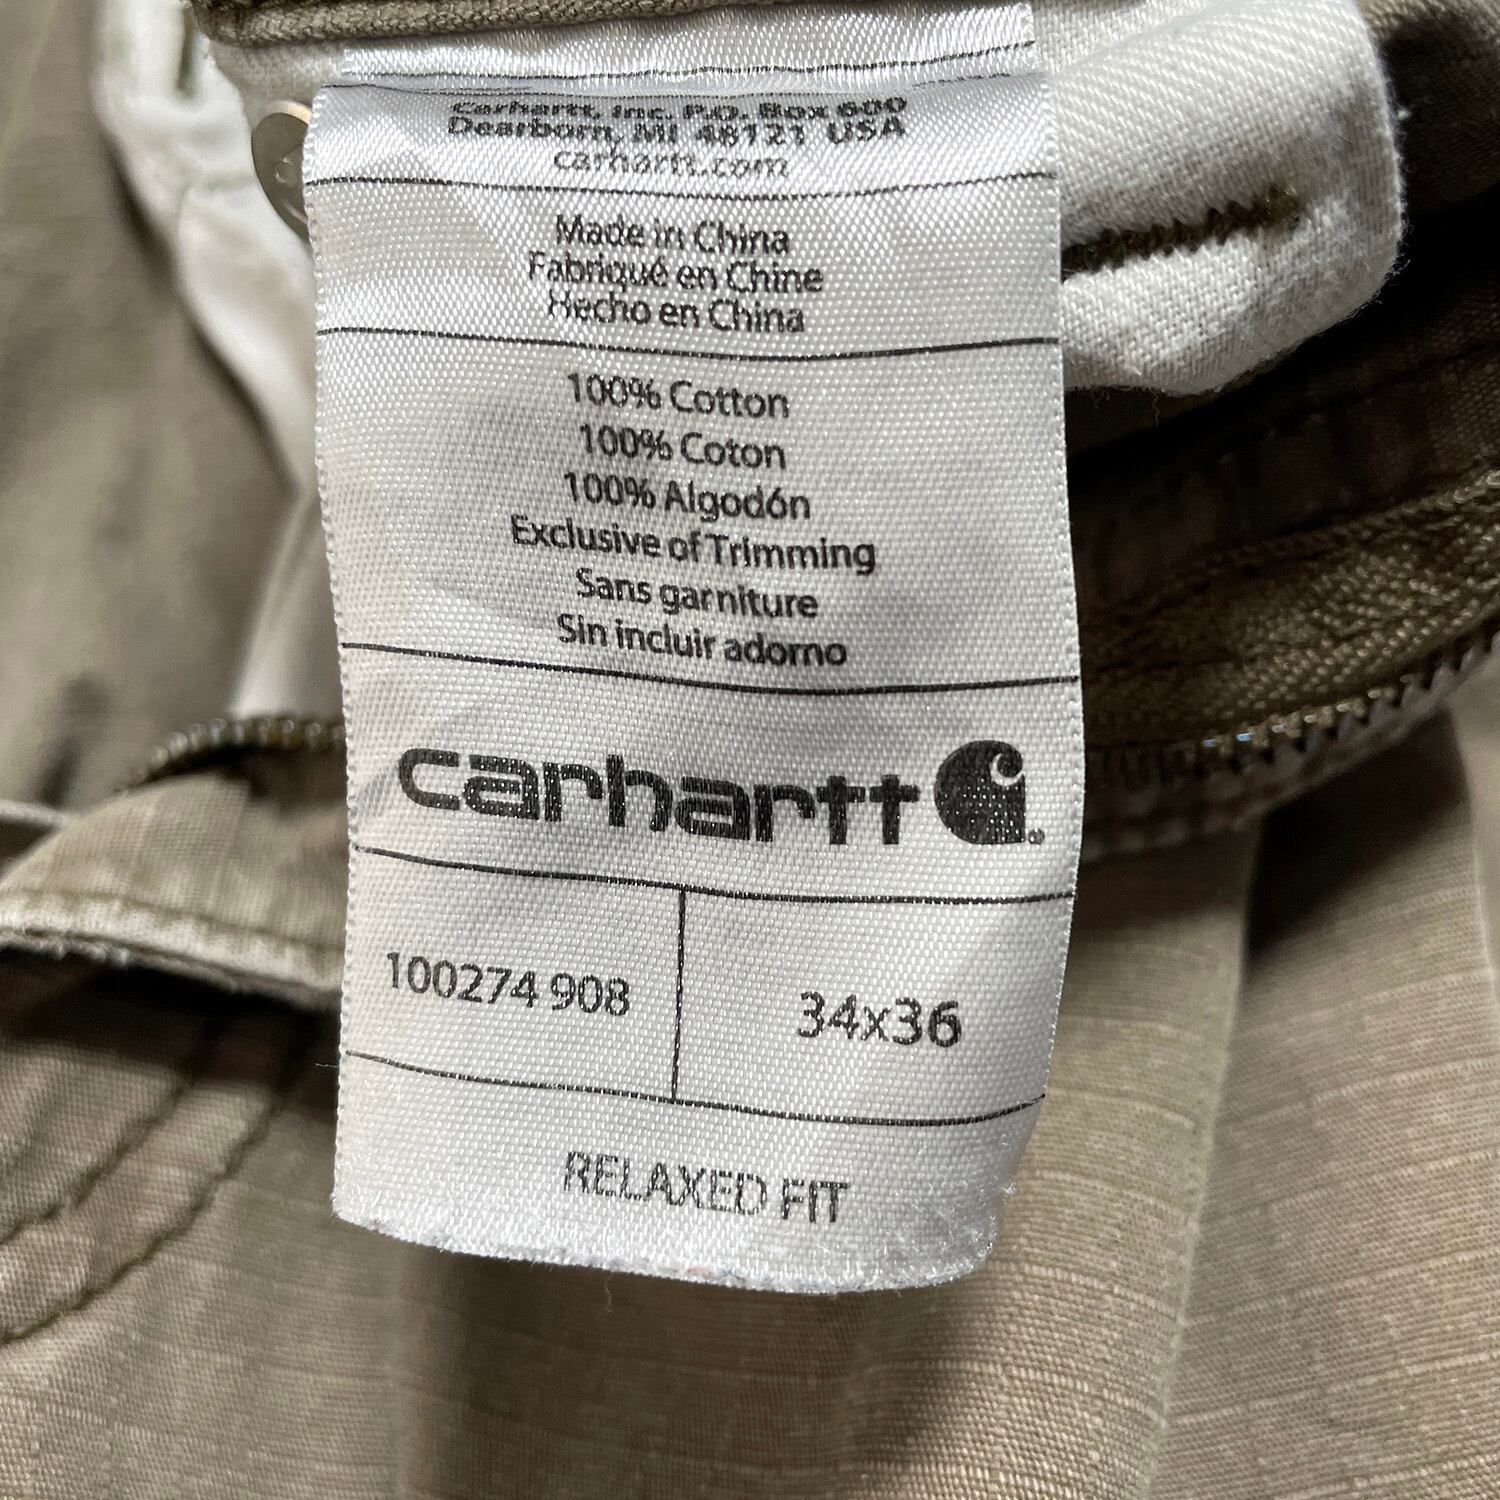 Carhartt, Inc. P.O. Box 600
Dearborn, MI 48121 USA
carhartt.com
Made in China
Fabriqué en Chine
Hecho en China
100% Cotton
100% Coton
100% Algodón
Exclusive of Trimming
Sans garniture
Sin incluir adorno
carhartt
100274 908
34x36
RELAXED FIT